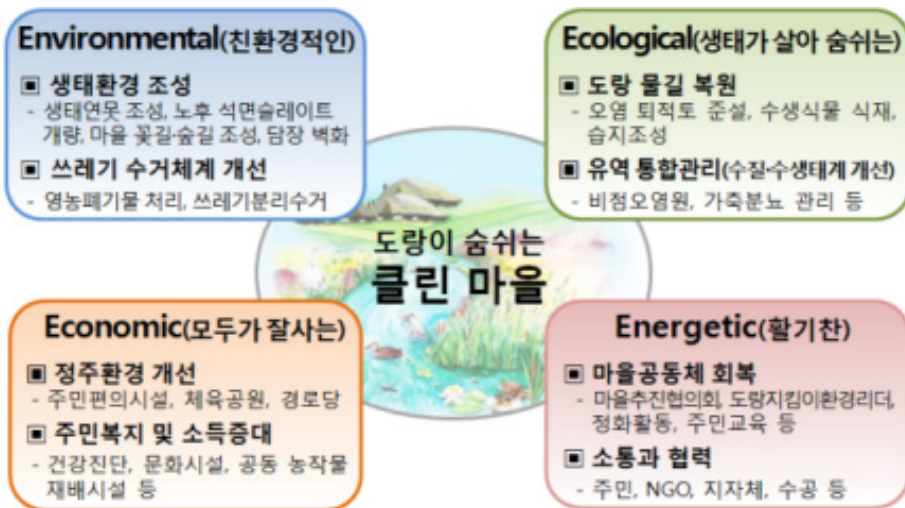 Environmental(친환경적인)
▣ 생태환경 조성
- 생태연못 조성, 노후 석면슬레이트
개량, 마을 꽃길·숲길 조성, 담장 벽화
▣ 쓰레기 수거체계 개선
- 영농폐기물 처리, 쓰레기분리수거
Ecological(생태가 살아 숨쉬는)
▣ 도랑 물길 복원
- 오염 퇴적토 준설, 수생식물 식재,
습지조성
▣ 유역 통합관리(수질·수생태계 개선)
- 비점오염원, 가축분뇨 관리 등
도랑이 숨쉬는
클린 마을
Economic(모두가 잘사는)
▣ 정주환경 개선
- 주민편의시설, 체육공원, 경로당
▣ 주민복지 및 소득증대
- 건강진단, 문화시설, 공동 농작물
재배시설 등
Energetic(활기찬)
▣ 마을공동체 회복
- 마을추진협의회, 도랑지킴이환경리더,
정화활동, 주민교육 등
▣ 소통과 협력
- 주민, NGO, 지자체, 수공 등